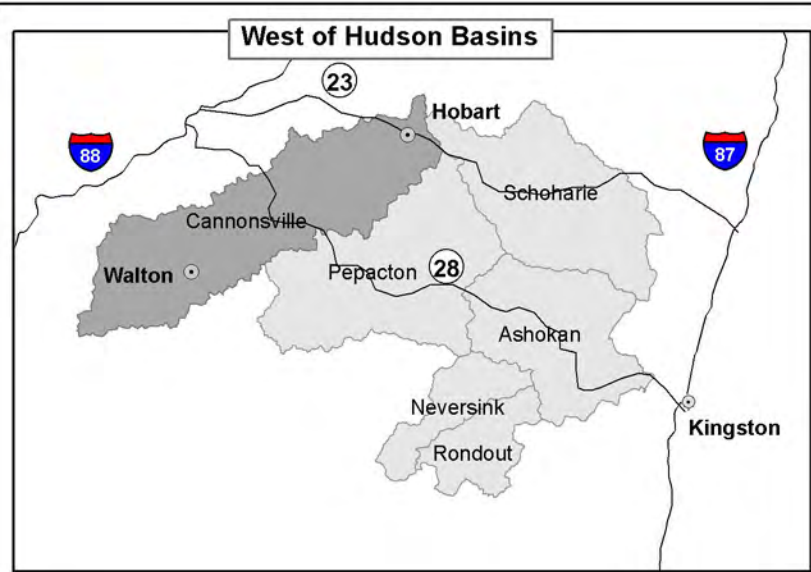 West of Hudson Basins
23
Hobart
88
87
Schoharie
Cannonsville
Walton
Pepacton
28
Ashokan
Neversink
Kingston
Rondout